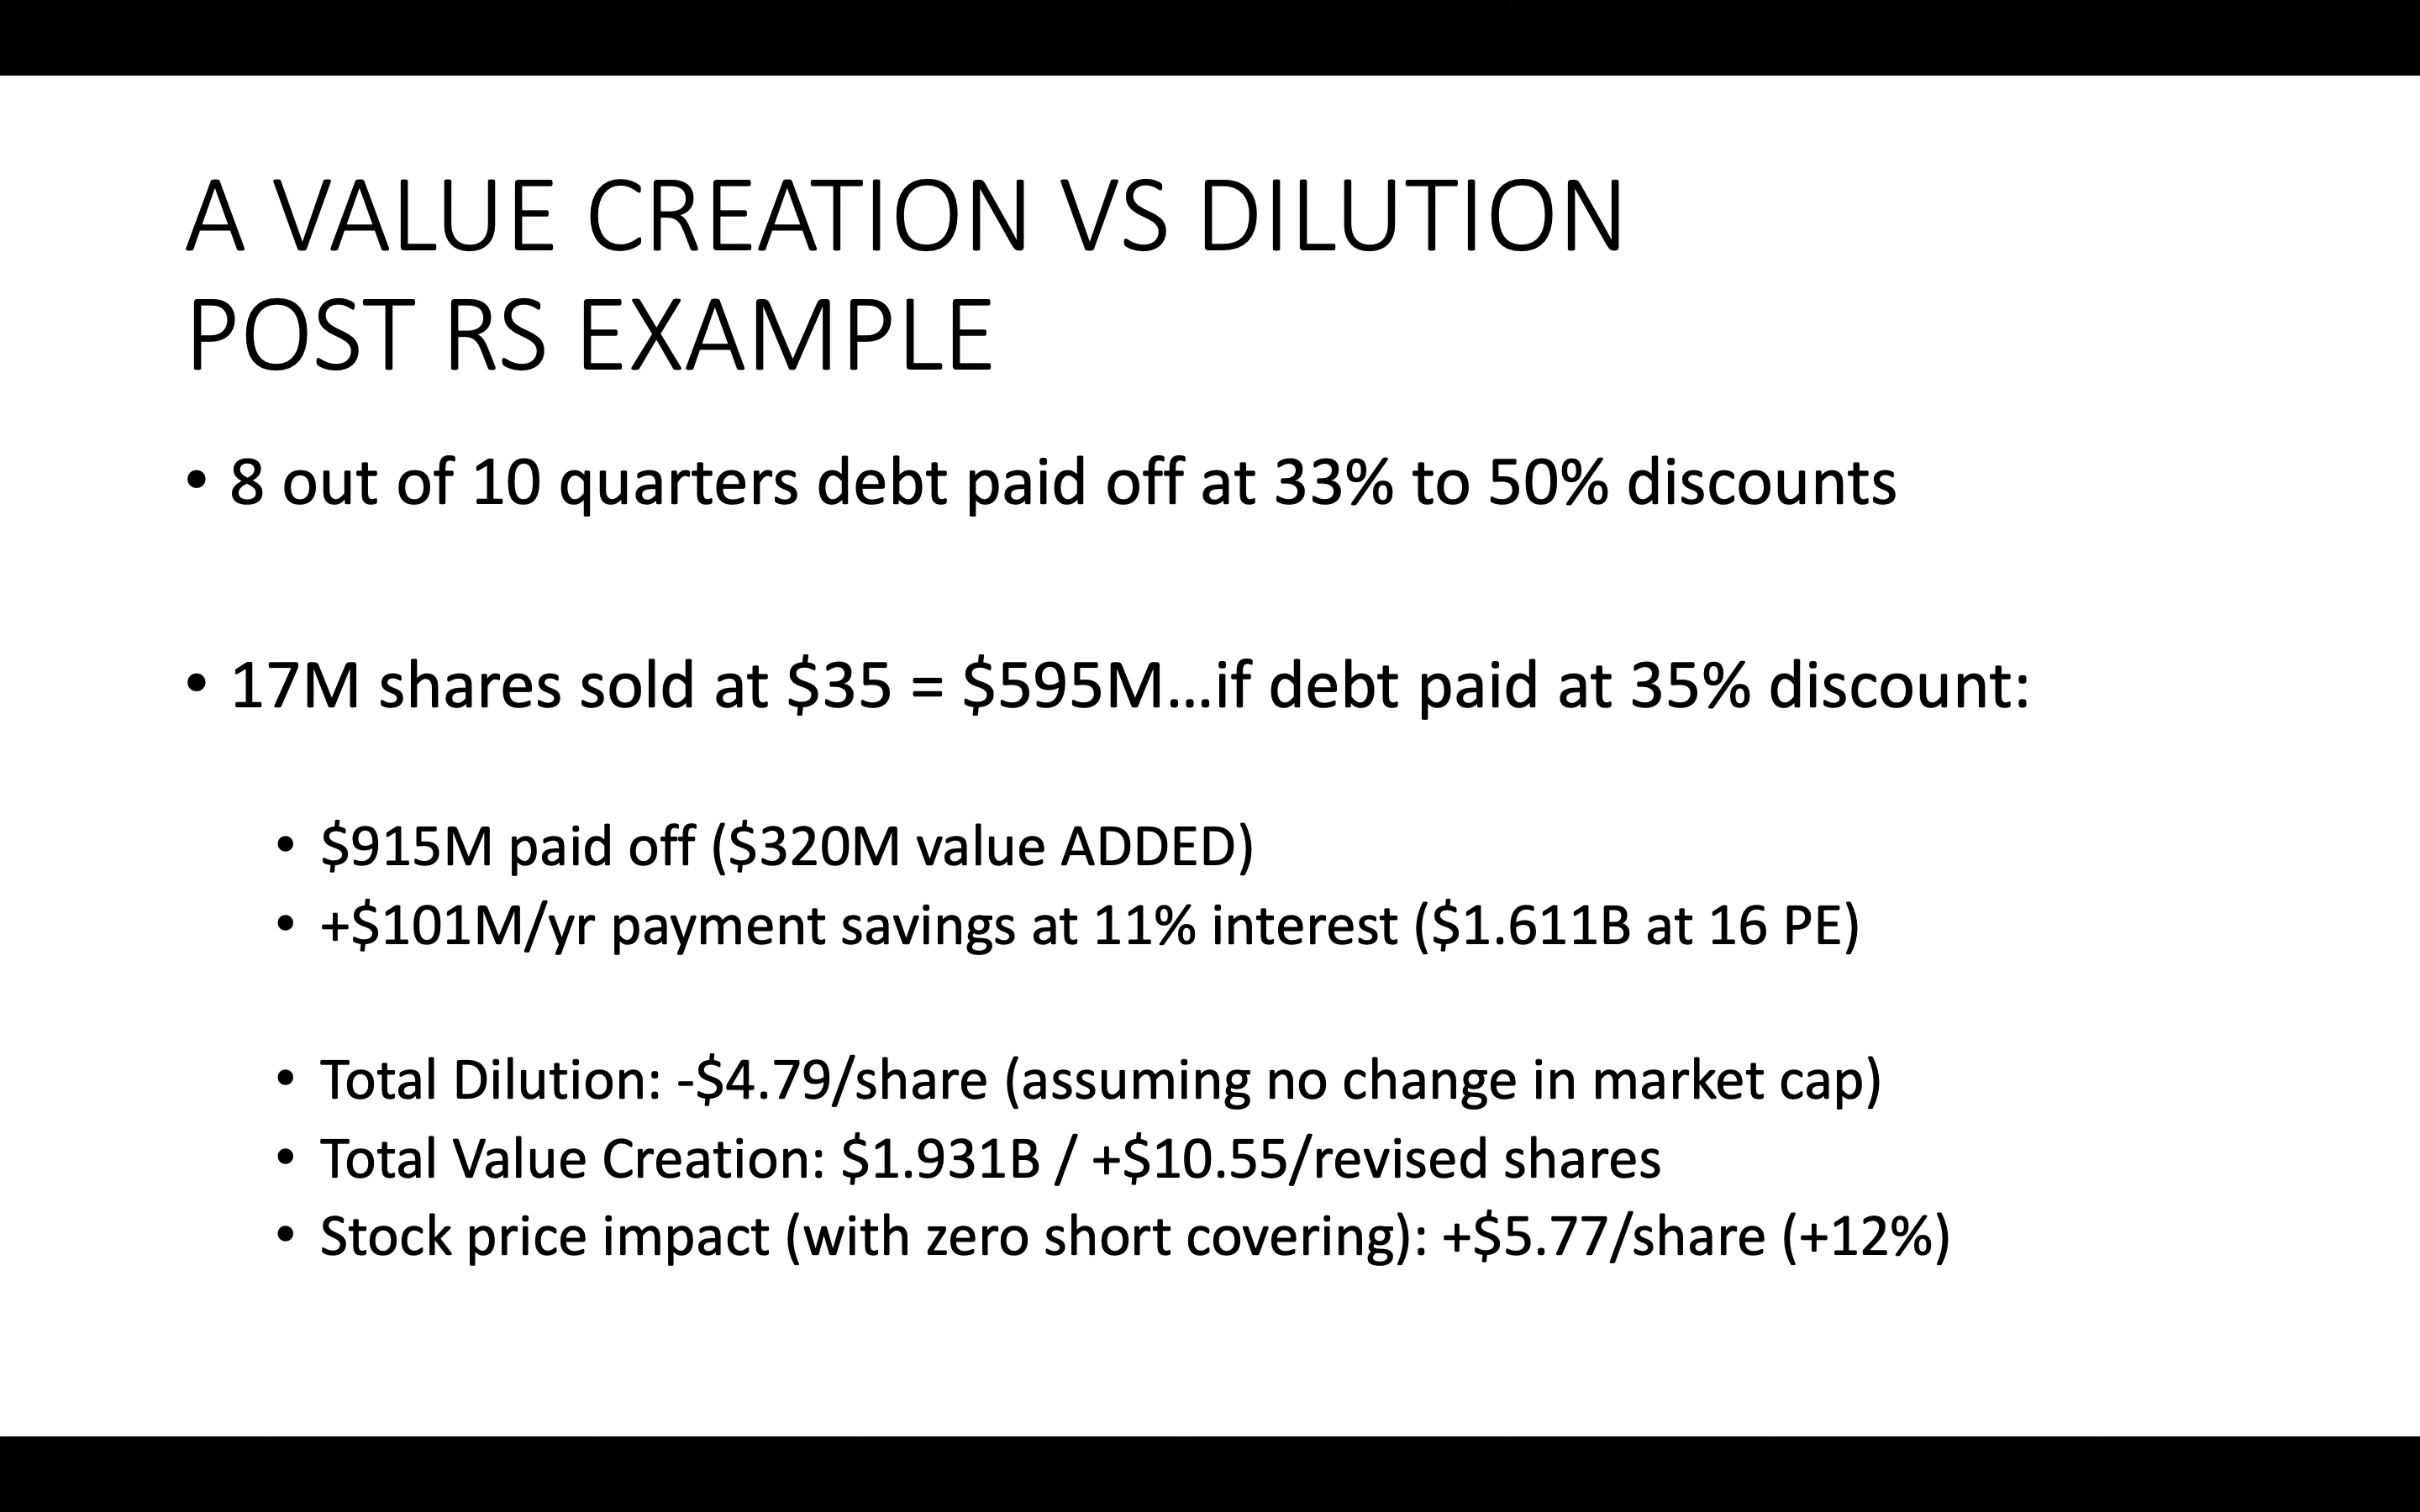 A VALUE CREATION VS DILUTION
POST RS EXAMPLE
• 8 out of 10 quarters debt paid off at 33% to 50% discounts
• 17M shares sold at $35 = $595M...if debt paid at 35% discount:
• $915M paid off ($320M value ADDED)
• +$101M/yr payment savings at 11% interest ($1.611B at 16 PE)
• Total Dilution: -$4.79/share (assuming no change in market cap)
• Total Value Creation: $1.931B / +$10.55/revised shares
• Stock price impact (with zero short covering): +$5.77/share (+12%)